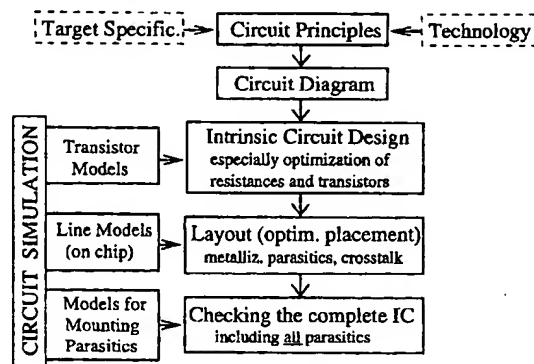 Target Specific.
Circuit Principles
Technology
Circuit Diagram
CIRCUIT SIMULATION
Transistor
Models
Intrinsic Circuit Design
especially optimization of
resistances and transistors
Line Models
(on chip)
Layout (optim. placement)
metalliz, parasitics, crosstalk
Models for
Mounting
Parasitics
Checking the complete IC
including all parasitics